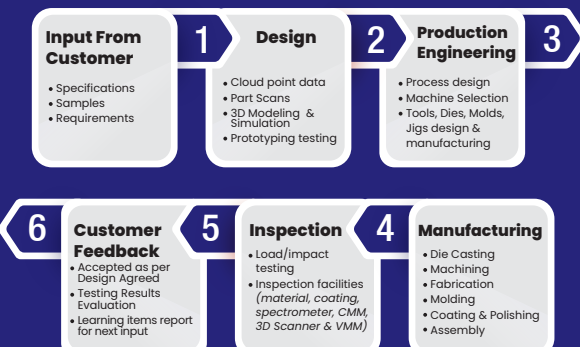 Input From
Customer
• Specifications
• Samples
• Requirements
1
Design
• Cloud point data
• Part Scans
• 3D Modeling &
Simulation
• Prototyping testing
2
Production
Engineering
• Process design
• Machine Selection
• Tools, Dies, Molds,
Jigs design &
manufacturing
3
Manufacturing
• Die Casting
• Machining
• Fabrication
• Molding
• Coating & Polishing
• Assembly
4
Inspection
• Load/impact
testing
• Inspection facilities
(material, coating,
spectrometer, CMM,
3D Scanner & VMM)
5
Customer
Feedback
• Accepted as per
Design Agreed
• Testing Results
Evaluation
• Learning items report
for next input
6